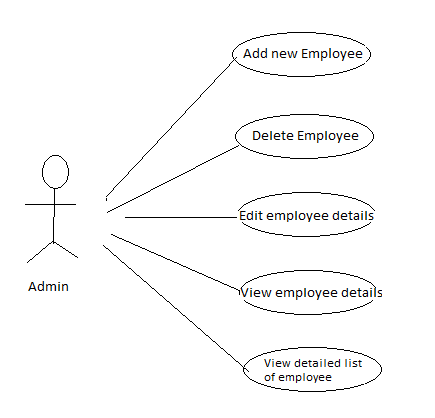 Add new Employee
Delete Employee
Edit employee details
View employee details
Admin
View detailed list
of employee